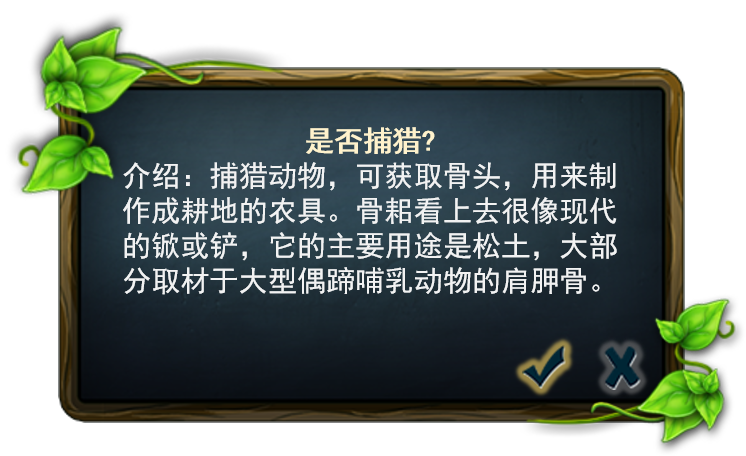 是否捕猎?
介绍：捕猎动物，可获取骨头，用来制
作成耕地的农具。骨耜看上去很像现代
的锨或铲，它的主要用途是松土，大部
分取材于大型偶蹄哺乳动物的肩胛骨。